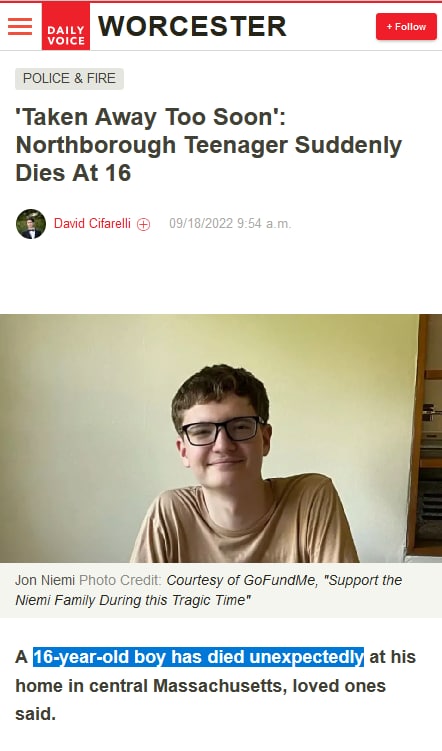 DAILY
VOICE
WORCESTER
+ Follow
POLICE & FIRE
'Taken Away Too Soon':
Northborough Teenager Suddenly
Dies At 16
David Cifarelli
09/18/2022 9:54 a.m.
Jon Niemi Photo Credit: Courtesy of GoFundMe, "Support the
Niemi Family During this Tragic Time"
A 16-year-old boy has died unexpectedly at his
home in central Massachusetts, loved ones
said.